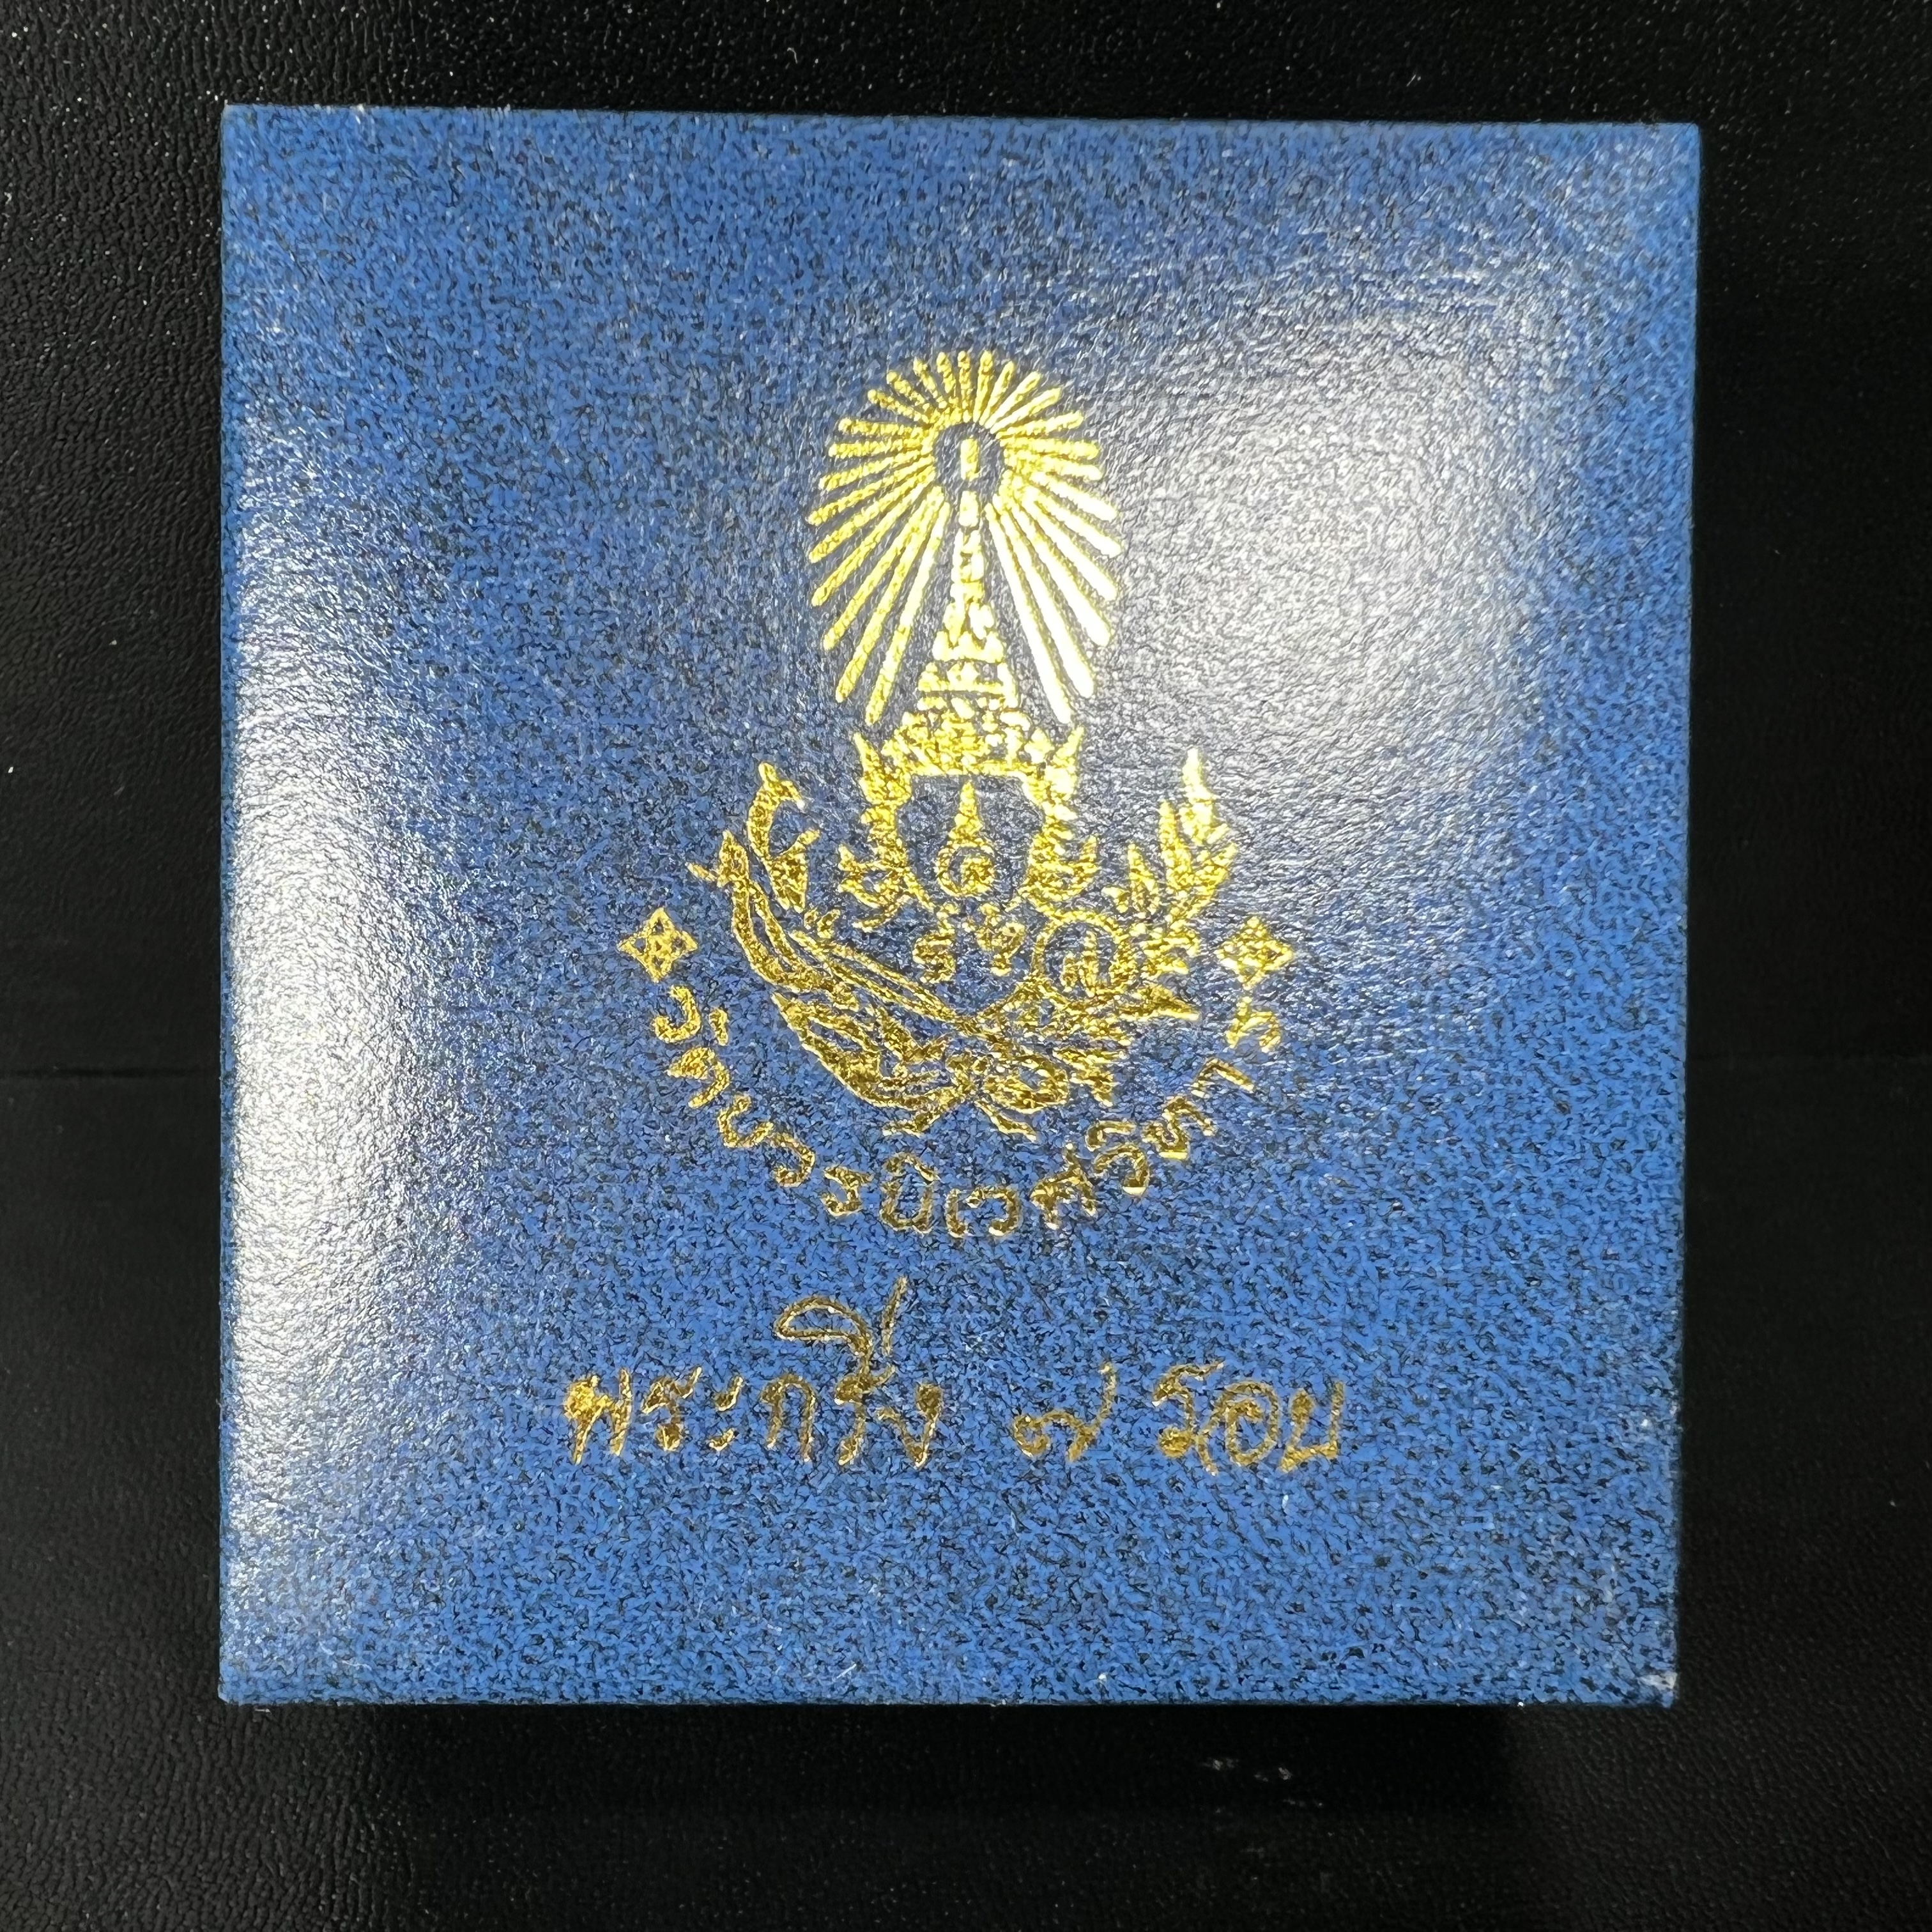 วัดบวรนิเวศวิหาร
พระกริ่ง ๗ รอบ